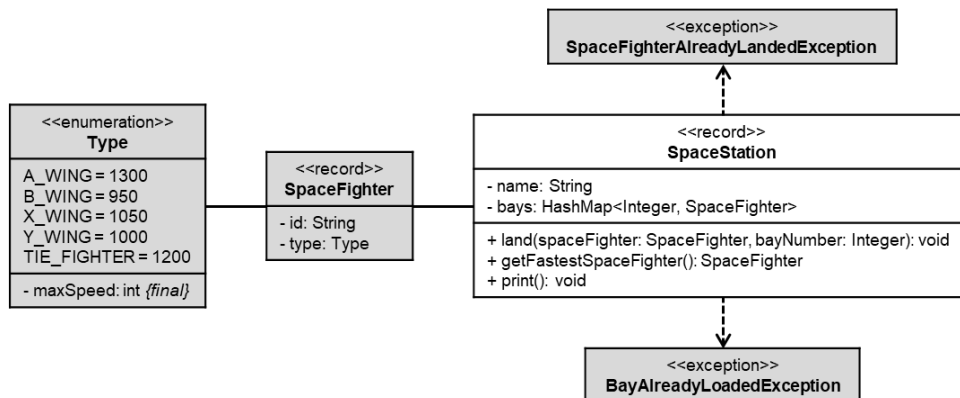 <<exception>>
SpaceFighterAlreadyLandedException
<<enumeration>>
Type
A_WING = 1300
B_WING = 950
X_WING = 1050
Y_WING = 1000
TIE_FIGHTER = 1200
- maxSpeed: int {final}
<<record>>
SpaceFighter
- id: String
- type: Type
<<record>>
SpaceStation
- name: String
- bays: HashMap<Integer, SpaceFighter>
+ land(spaceFighter: SpaceFighter, bayNumber: Integer): void
+ getFastestSpaceFighter(): SpaceFighter
+ print(): void
<<exception>>
BayAlreadyLoadedException